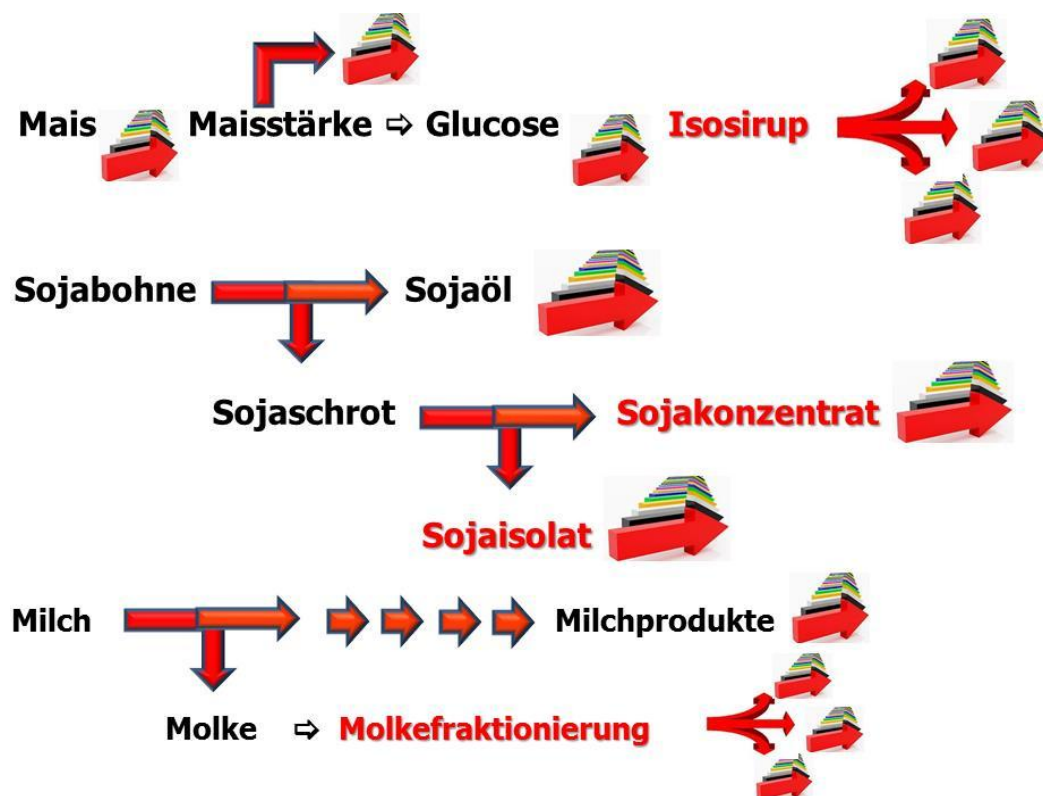 Mais Maisstärke ⇨ Glucose Isosirup
Sojabohne Sojaöl
Sojaschrot Sojakonzentrat
Sojaisolat
Milch Milchprodukte
Molke ⇨ Molkefraktionierung